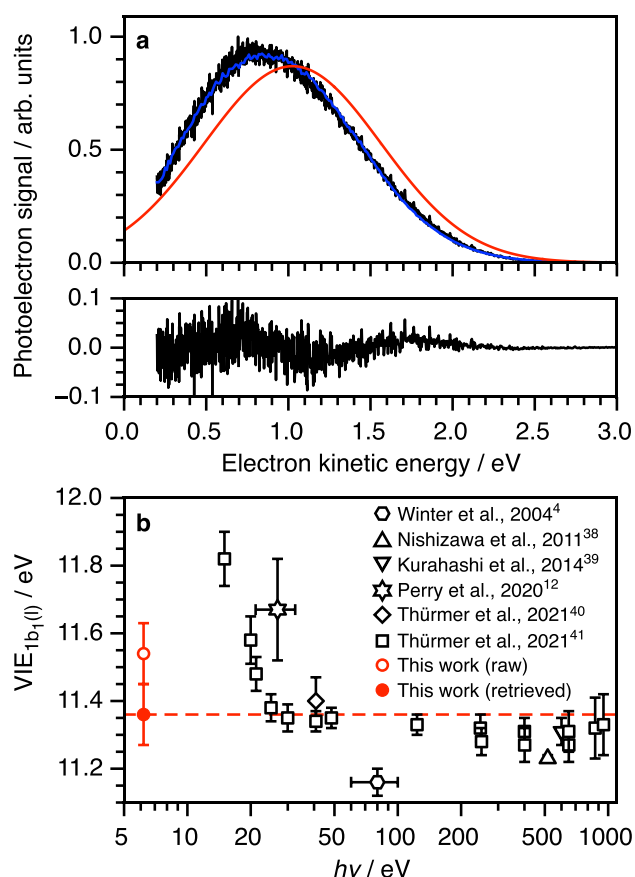 a
Photoelectron signal / arb. units
1.0
0.5
0.0
0.1
0.0
−0.1
0.0 0.5 1.0 1.5 2.0 2.5 3.0
Electron kinetic energy / eV
b
VIE1b1(l) / eV
12.0
11.8
11.6
11.4
11.2
Winter et al., 2004⁴
Nishizawa et al., 2011³⁸
Kurahashi et al., 2014³⁹
Perry et al., 2020¹²
Thürmer et al., 2021⁴⁰
Thürmer et al., 2021⁴¹
This work (raw)
This work (retrieved)
5 10 20 50 100 200 500 1000
hν / eV